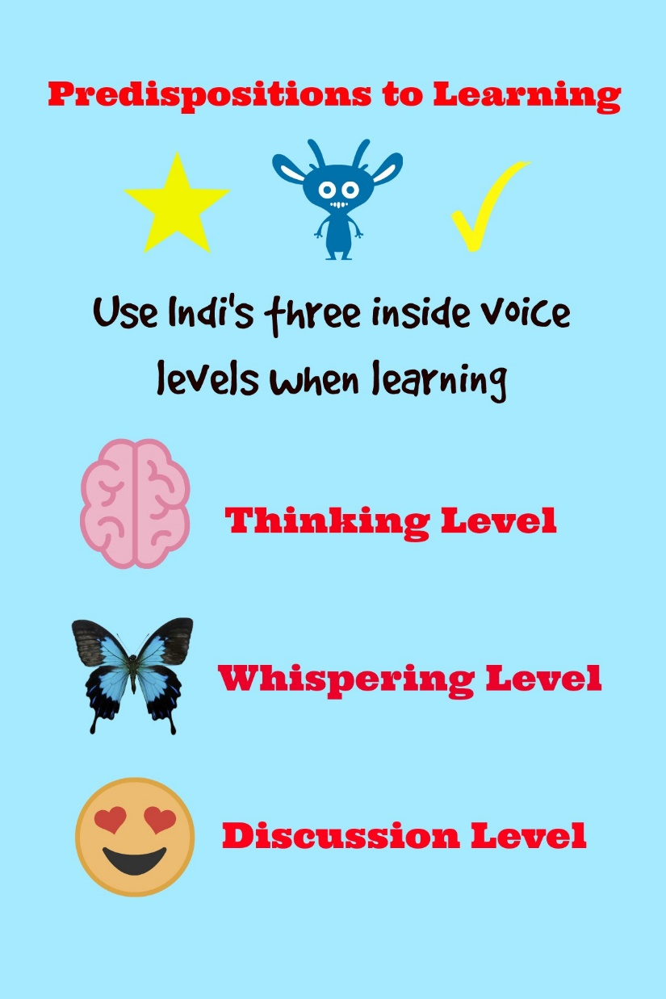 Predispositions to Learning
Use Indi's three inside voice
levels when learning
Thinking Level
Whispering Level
Discussion Level